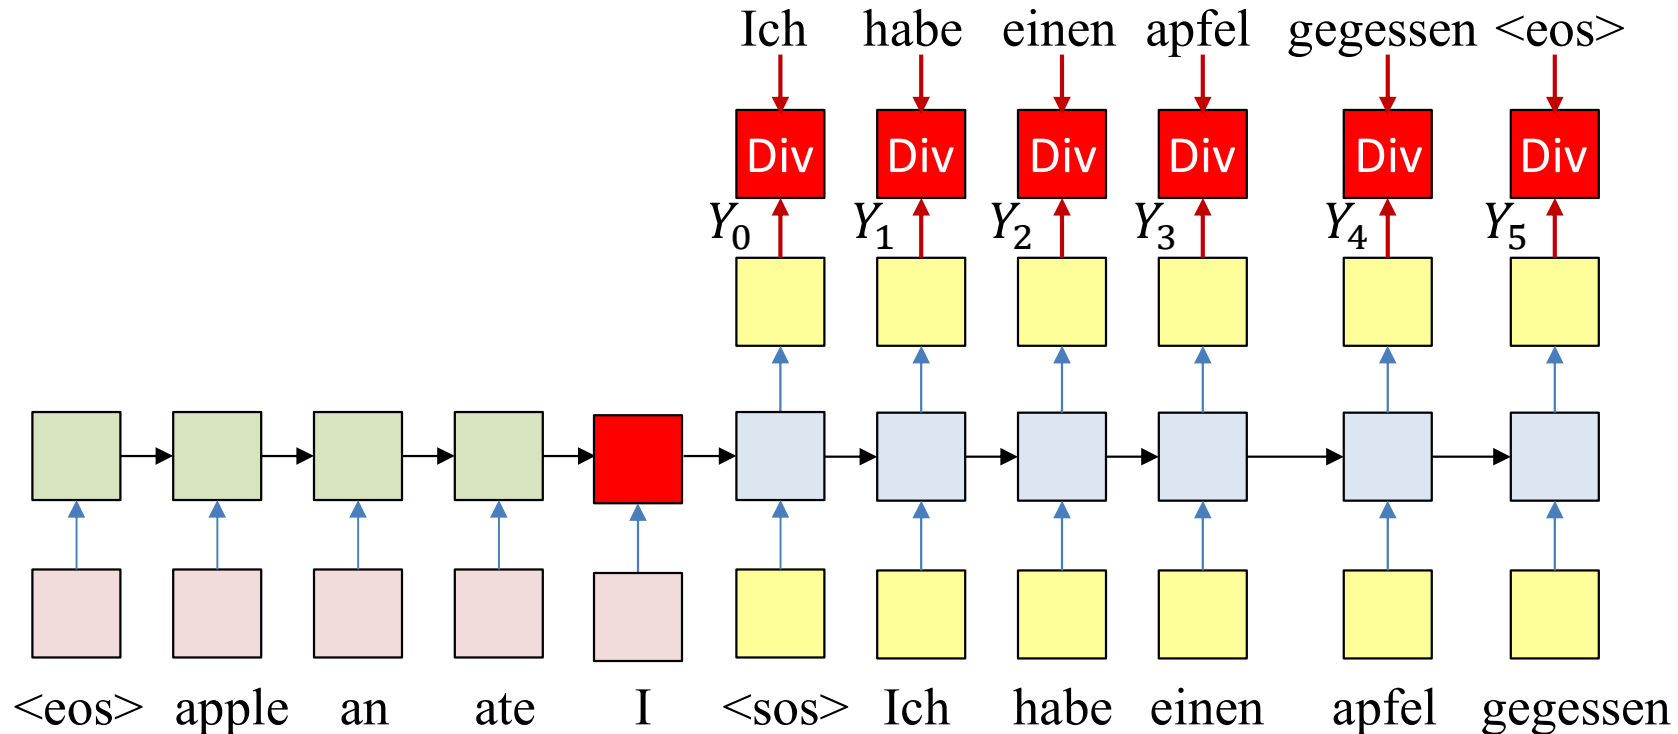 Ich habe einen apfel gegessen <eos>
Div Div Div Div Div Div
Y0 Y1 Y2 Y3 Y4 Y5
<eos> apple an ate I <sos> Ich habe einen apfel gegessen